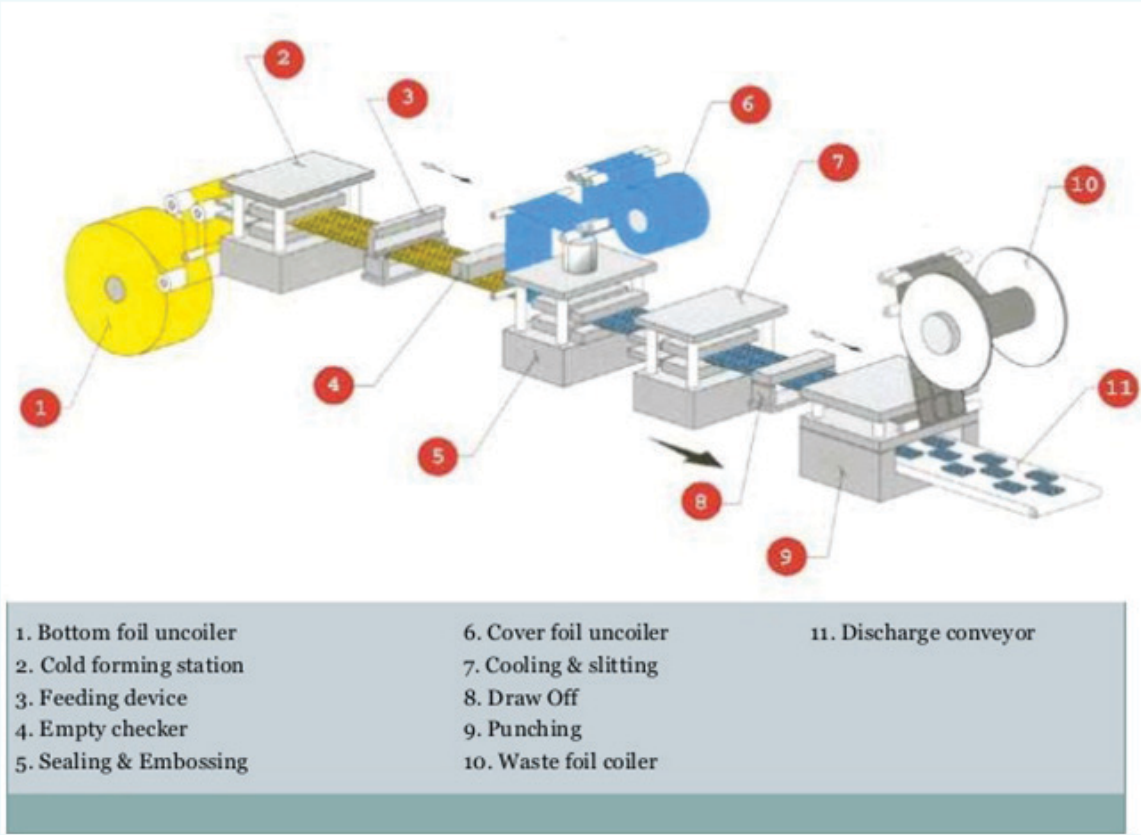 2
3
6
7
10
1
4
11
5
8
9
1. Bottom foil uncoiler
2. Cold forming station
3. Feeding device
4. Empty checker
5. Sealing & Embossing
6. Cover foil uncoiler
7. Cooling & slitting
8. Draw Off
9. Punching
10. Waste foil coiler
11. Discharge conveyor